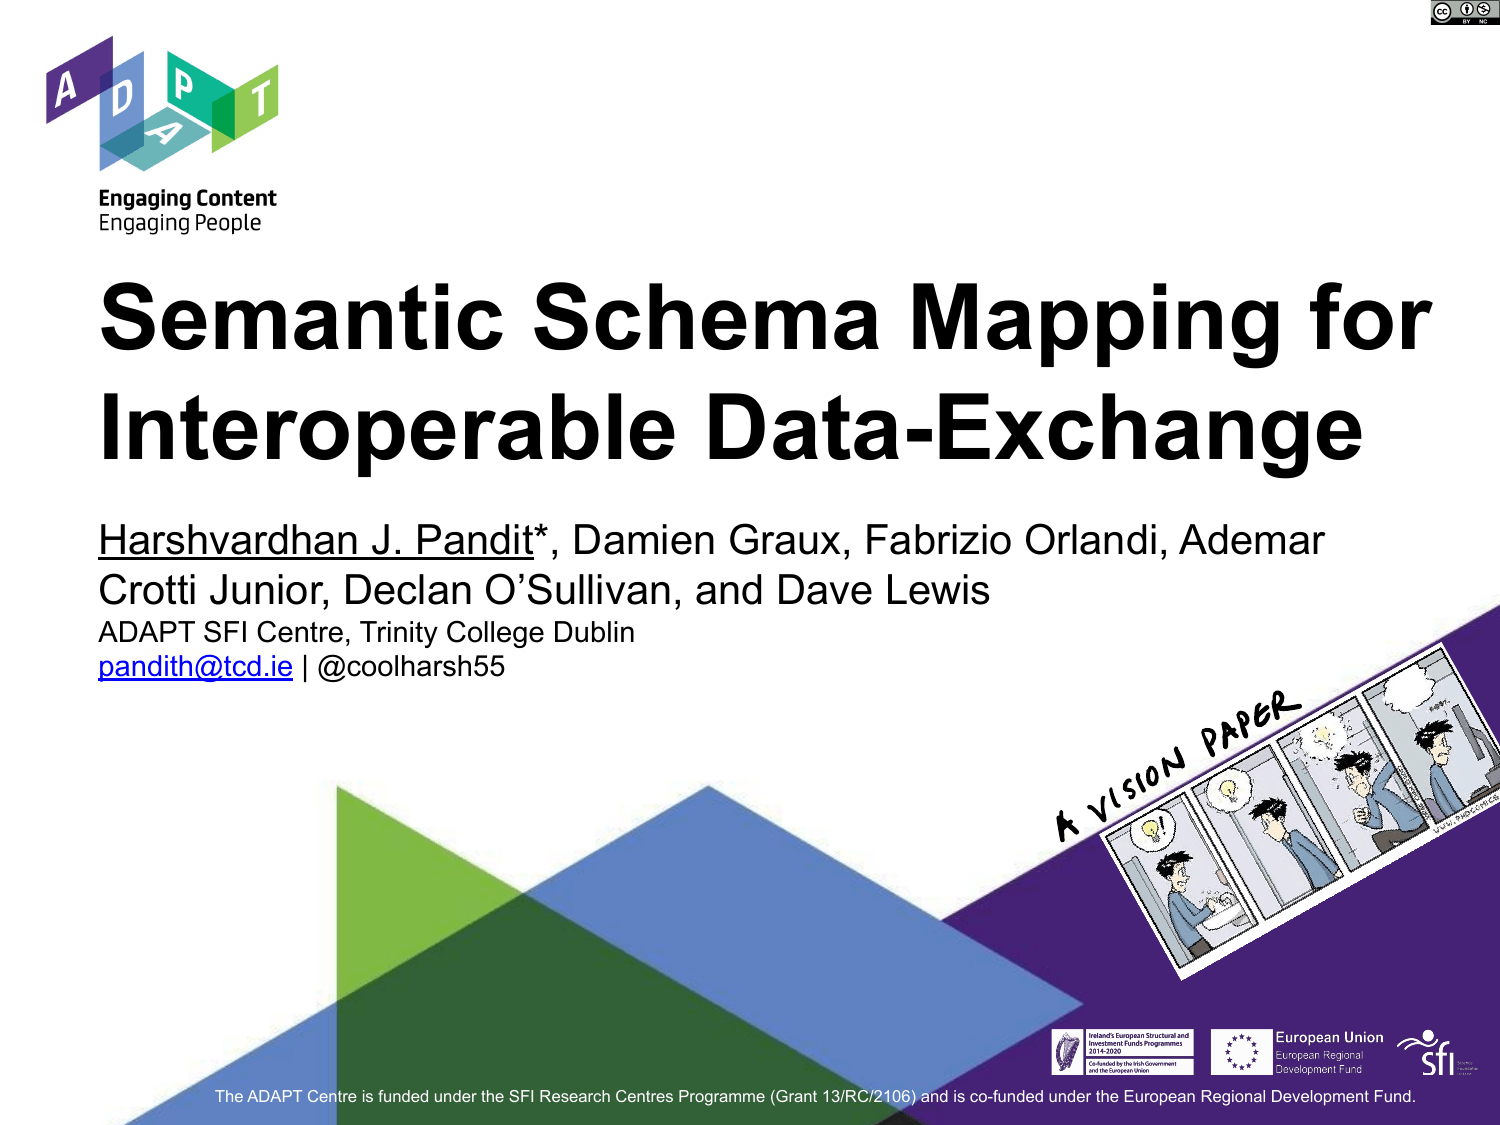 BY NC
A D A P T
Engaging Content
Engaging People
Semantic Schema Mapping for
Interoperable Data-Exchange
Harshvardhan J. Pandit*, Damien Graux, Fabrizio Orlandi, Ademar
Crotti Junior, Declan O’Sullivan, and Dave Lewis
ADAPT SFI Centre, Trinity College Dublin
pandith@tcd.ie | @coolharsh55
A VISION PAPER
!
WWW.PHDCOMICS
Ireland's European Structural and
Investment Funds Programmes
2014-2020
Co-funded by the Irish Government
and the European Union
European Union
European Regional
Development Fund
sfi
The ADAPT Centre is funded under the SFI Research Centres Programme (Grant 13/RC/2106) and is co-funded under the European Regional Development Fund.